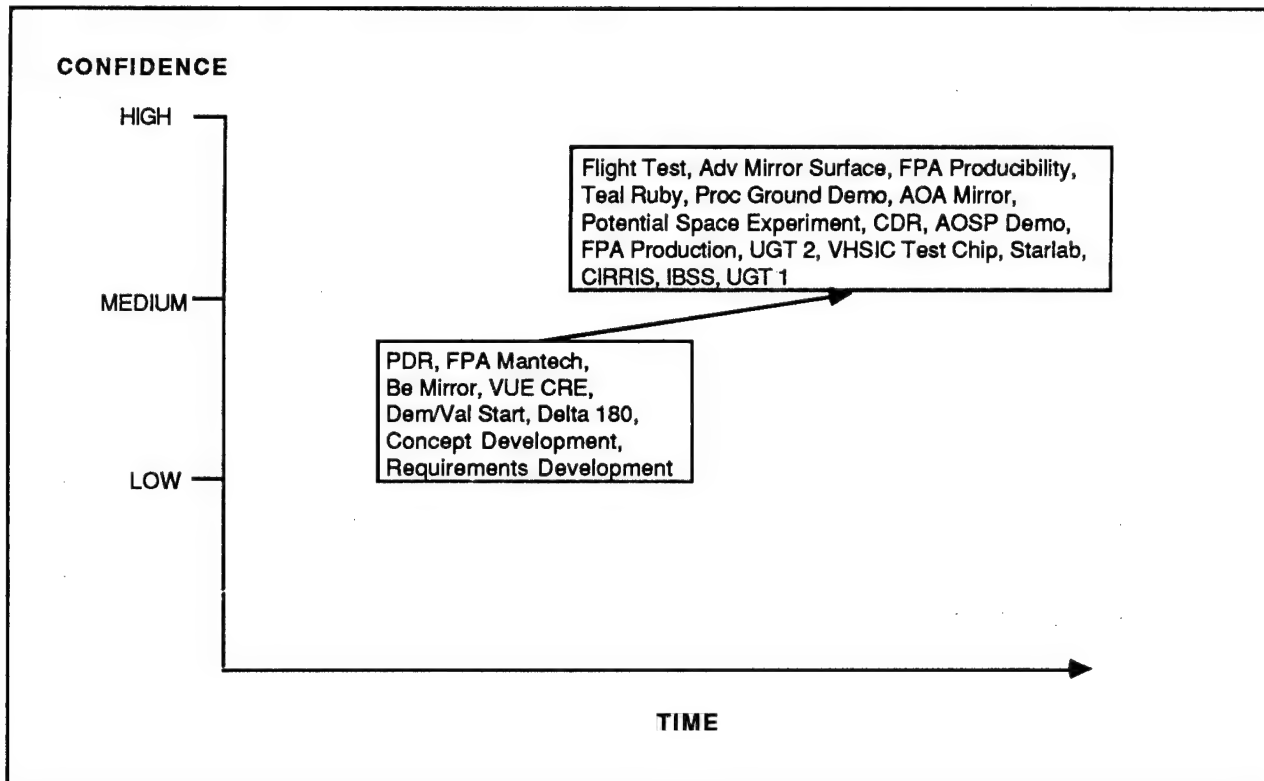 CONFIDENCE
HIGH
Flight Test, Adv Mirror Surface, FPA Producibility,
Teal Ruby, Proc Ground Demo, AOA Mirror,
Potential Space Experiment, CDR, AOSP Demo,
FPA Production, UGT 2, VHSIC Test Chip, Starlab,
CIRRIS, IBSS, UGT 1
MEDIUM
PDR, FPA Mantech,
Be Mirror, VUE CRE,
Dem/Val Start, Delta 180,
Concept Development,
Requirements Development
LOW
TIME